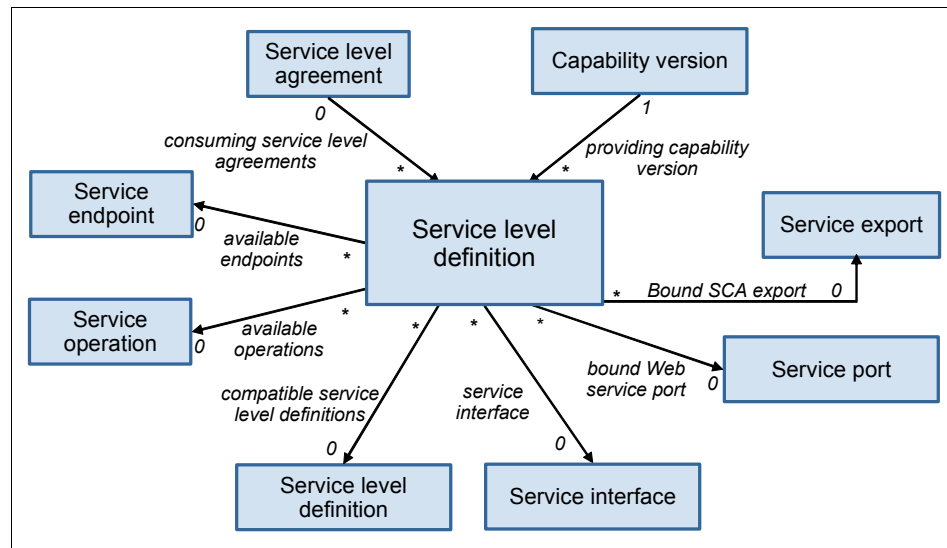 Service level
agreement
Capability version
0
1
consuming service level
agreements
*
providing capability
version
*
Service
endpoint
0
available
endpoints
*
Service level
definition
Service export
*
Bound SCA export
0
Service
operation
0
available
operations
*
compatible service
level definitions
*
0
service
interface
*
0
bound Web
service port
*
0
Service port
Service level
definition
Service interface